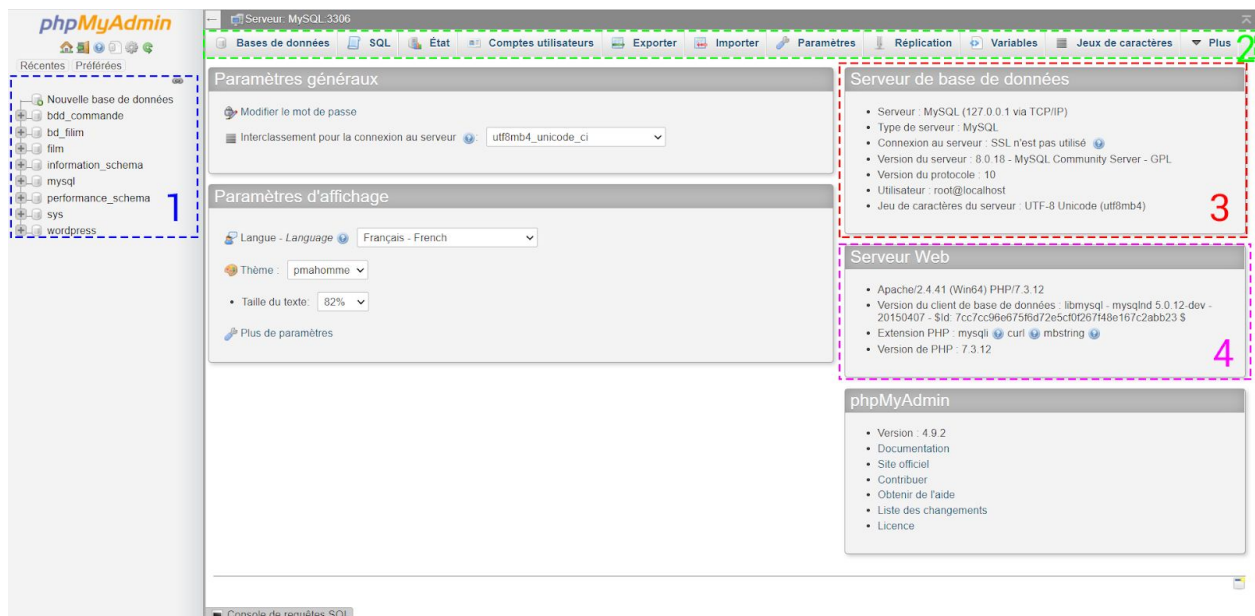 phpMyAdmin
Récentes Préférées
Nouvelle base de données
bdd_commande
bd_filim
film
information_schema
mysql
performance_schema
sys
wordpress
1
Serveur: MySQL:3306
Bases de données SQL État Comptes utilisateurs Exporter Importer Paramètres Réplication Variables Jeux de caractères Plus
2
Paramètres généraux
Modifier le mot de passe
Interclassement pour la connexion au serveur : utf8mb4_unicode_ci
Paramètres d'affichage
Langue - Language Français - French
Thème : pmahomme
• Taille du texte: 82%
Plus de paramètres
Serveur de base de données
• Serveur : MySQL (127.0.0.1 via TCP/IP)
• Type de serveur : MySQL
• Connexion au serveur : SSL n'est pas utilisé
• Version du serveur : 8.0.18 - MySQL Community Server - GPL
• Version du protocole : 10
• Utilisateur : root@localhost
• Jeu de caractères du serveur : UTF-8 Unicode (utf8mb4)
3
Serveur Web
• Apache/2.4.41 (Win64) PHP/7.3.12
• Version du client de base de données : libmysql - mysqlnd 5.0.12-dev -
20150407 - $Id: 7cc7cc96e675f6d72e5cf0f267f48e167c2abb23 $
• Extension PHP : mysqli curl mbstring
• Version de PHP : 7.3.12
4
phpMyAdmin
• Version : 4.9.2
• Documentation
• Site officiel
• Contribuer
• Obtenir de l'aide
• Liste des changements
• Licence
Console de requêtes SQL